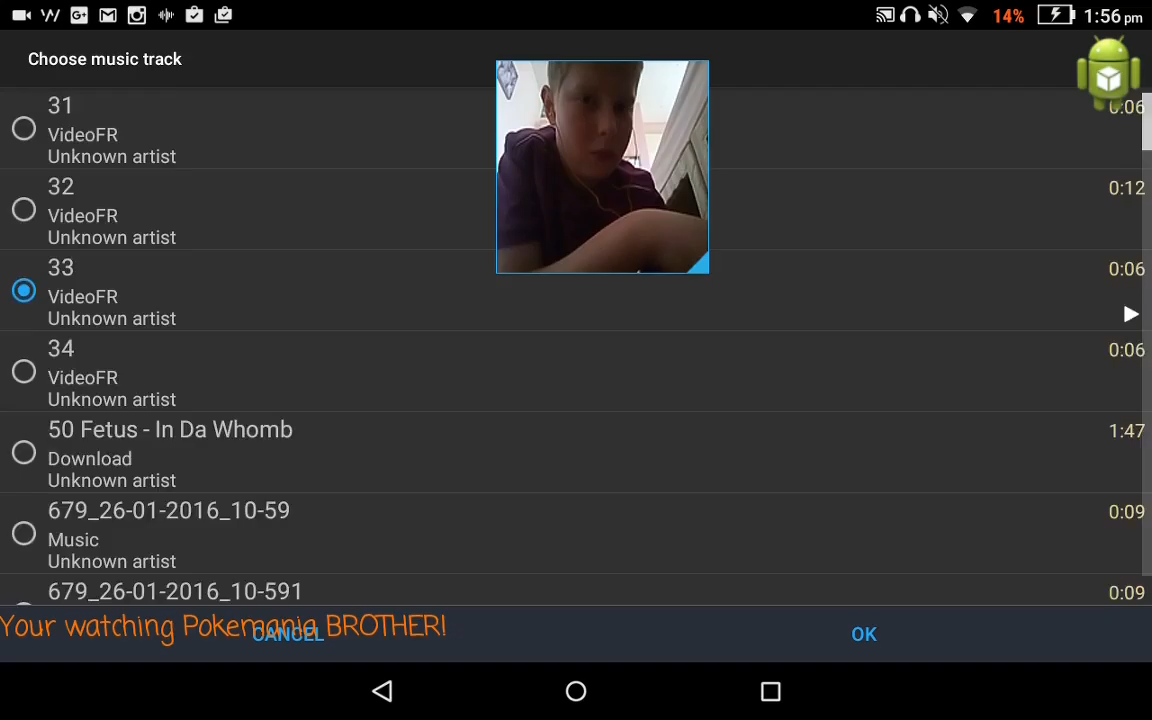 14% 1:56 pm
Choose music track
31
0:06
VideoFR
Unknown artist
32
0:12
VideoFR
Unknown artist
33
0:06
VideoFR
Unknown artist
34
0:06
VideoFR
Unknown artist
50 Fetus - In Da Whomb
1:47
Download
Unknown artist
679_26-01-2016_10-59
0:09
Music
Unknown artist
679_26-01-2016_10-591
0:09
Your watching Pokemania BROTHER!
CANCEL
OK